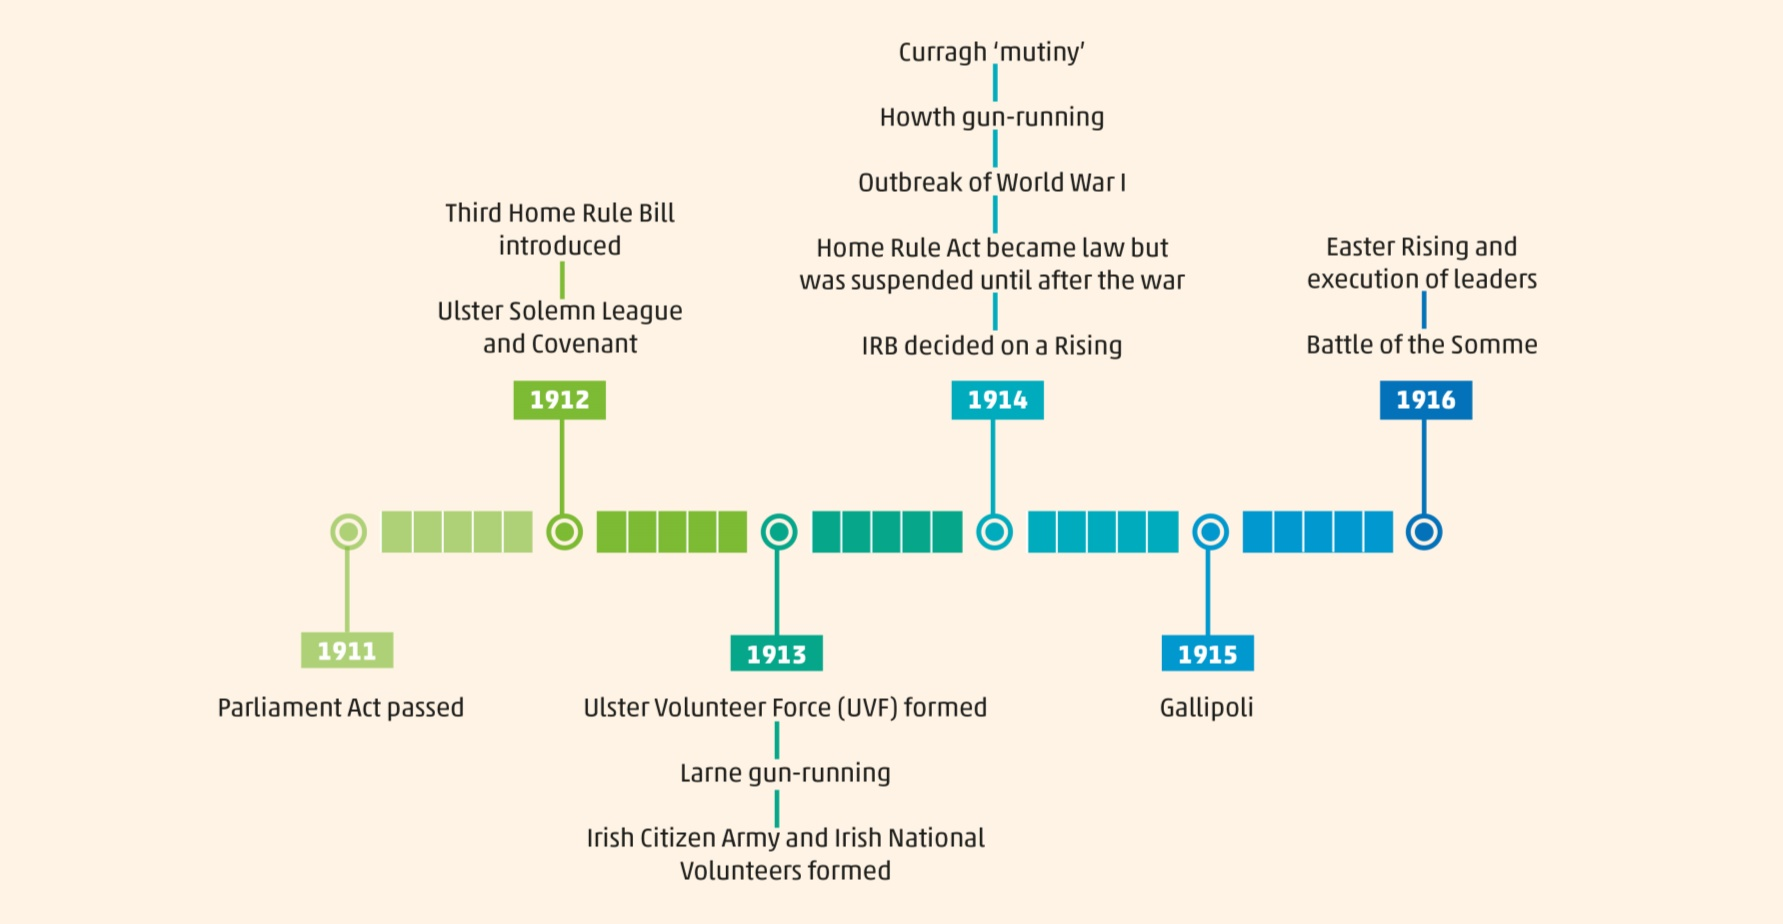 Curragh ‘mutiny’
Howth gun-running
Outbreak of World War I
Home Rule Act became law but
was suspended until after the war
IRB decided on a Rising
1914
Third Home Rule Bill
introduced
Ulster Solemn League
and Covenant
1912
Easter Rising and
execution of leaders
Battle of the Somme
1916
1911
Parliament Act passed
1913
Ulster Volunteer Force (UVF) formed
Larne gun-running
Irish Citizen Army and Irish National
Volunteers formed
1915
Gallipoli